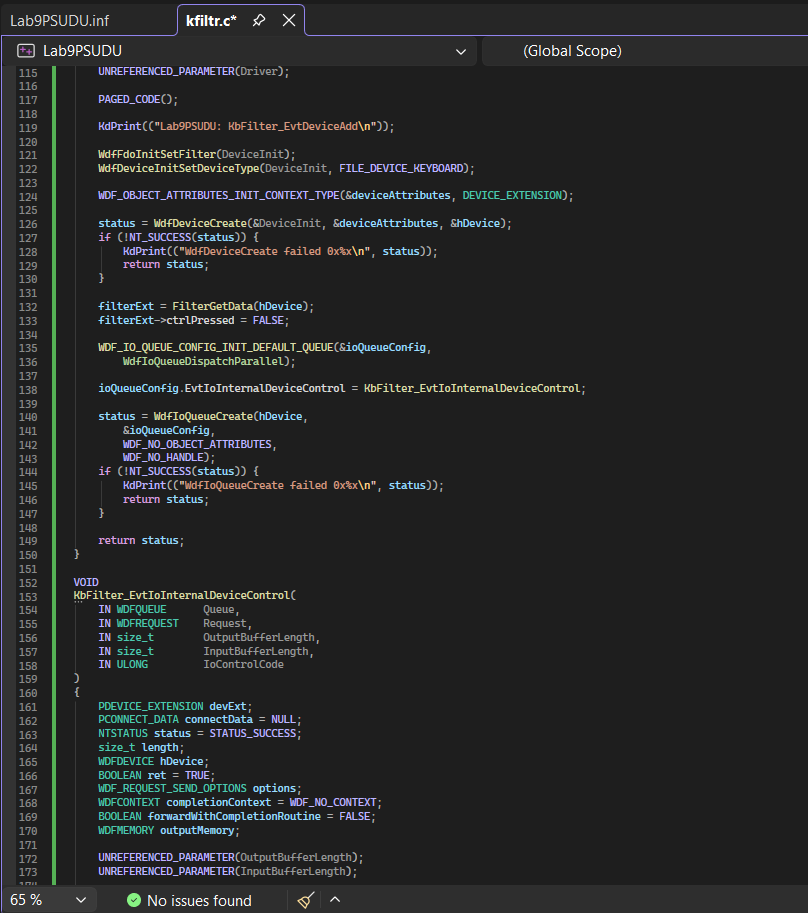 Lab9PSUDU.inf
kfiltr.c*
Lab9PSUDU
(Global Scope)
115 UNREFERENCED_PARAMETER(Driver);
116
117 PAGED_CODE();
118
119 KdPrint(("Lab9PSUDU: KbFilter_EvtDeviceAdd\n"));
120
121 WdfFdoInitSetFilter(DeviceInit);
122 WdfDeviceInitSetDeviceType(DeviceInit, FILE_DEVICE_KEYBOARD);
123
124 WDF_OBJECT_ATTRIBUTES_INIT_CONTEXT_TYPE(&deviceAttributes, DEVICE_EXTENSION);
125
126 status = WdfDeviceCreate(&DeviceInit, &deviceAttributes, &hDevice);
127 if (!NT_SUCCESS(status)) {
128 KdPrint(("WdfDeviceCreate failed 0x%x\n", status));
129 return status;
130 }
131
132 filterExt = FilterGetData(hDevice);
133 filterExt->ctrlPressed = FALSE;
134
135 WDF_IO_QUEUE_CONFIG_INIT_DEFAULT_QUEUE(&ioQueueConfig,
136 WdfIoQueueDispatchParallel);
137
138 ioQueueConfig.EvtIoInternalDeviceControl = KbFilter_EvtIoInternalDeviceControl;
139
140 status = WdfIoQueueCreate(hDevice,
141 &ioQueueConfig,
142 WDF_NO_OBJECT_ATTRIBUTES,
143 WDF_NO_HANDLE);
144 if (!NT_SUCCESS(status)) {
145 KdPrint(("WdfIoQueueCreate failed 0x%x\n", status));
146 return status;
147 }
148
149 return status;
150 }
151
152 VOID
153 KbFilter_EvtIoInternalDeviceControl(
154 IN WDFQUEUE Queue,
155 IN WDFREQUEST Request,
156 IN size_t OutputBufferLength,
157 IN size_t InputBufferLength,
158 IN ULONG IoControlCode
159 )
160 {
161 PDEVICE_EXTENSION devExt;
162 PCONNECT_DATA connectData = NULL;
163 NTSTATUS status = STATUS_SUCCESS;
164 size_t length;
165 WDFDEVICE hDevice;
166 BOOLEAN ret = TRUE;
167 WDF_REQUEST_SEND_OPTIONS options;
168 WDFCONTEXT completionContext = WDF_NO_CONTEXT;
169 BOOLEAN forwardWithCompletionRoutine = FALSE;
170 WDFMEMORY outputMemory;
171
172 UNREFERENCED_PARAMETER(OutputBufferLength);
173 UNREFERENCED_PARAMETER(InputBufferLength);
65 %
No issues found